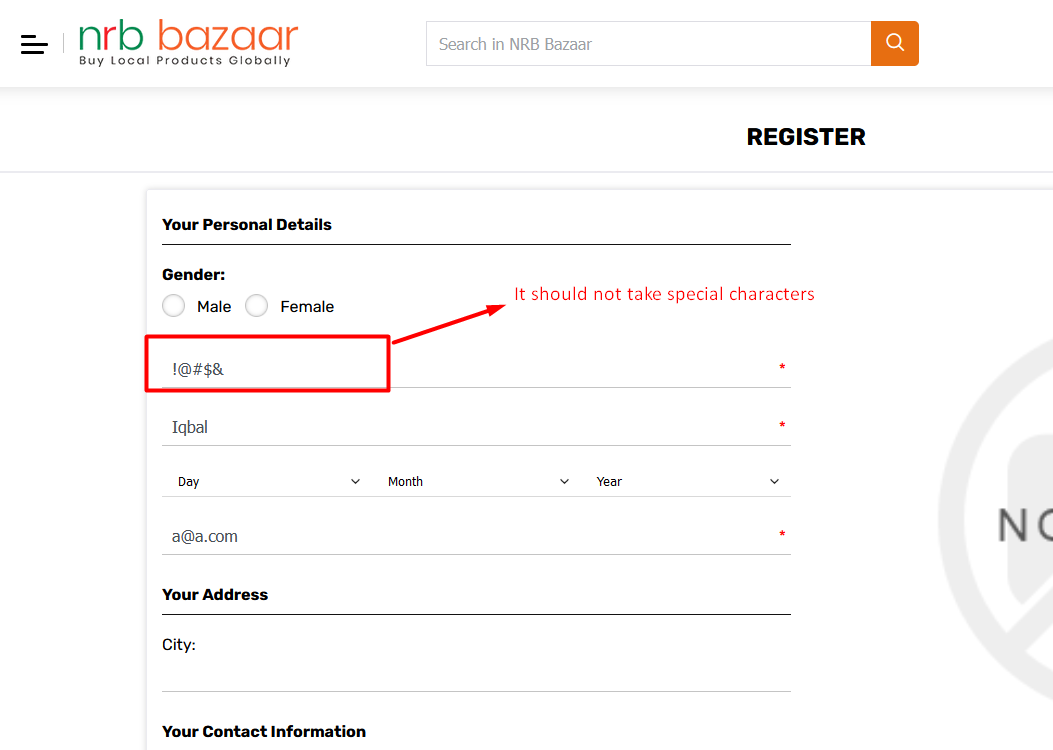 nrb bazaar
Buy Local Products Globally
Search in NRB Bazaar
REGISTER
Your Personal Details
Gender:
Male Female
It should not take special characters
!@#$& *
Iqbal *
Day Month Year
a@a.com *
NO
Your Address
City:
Your Contact Information